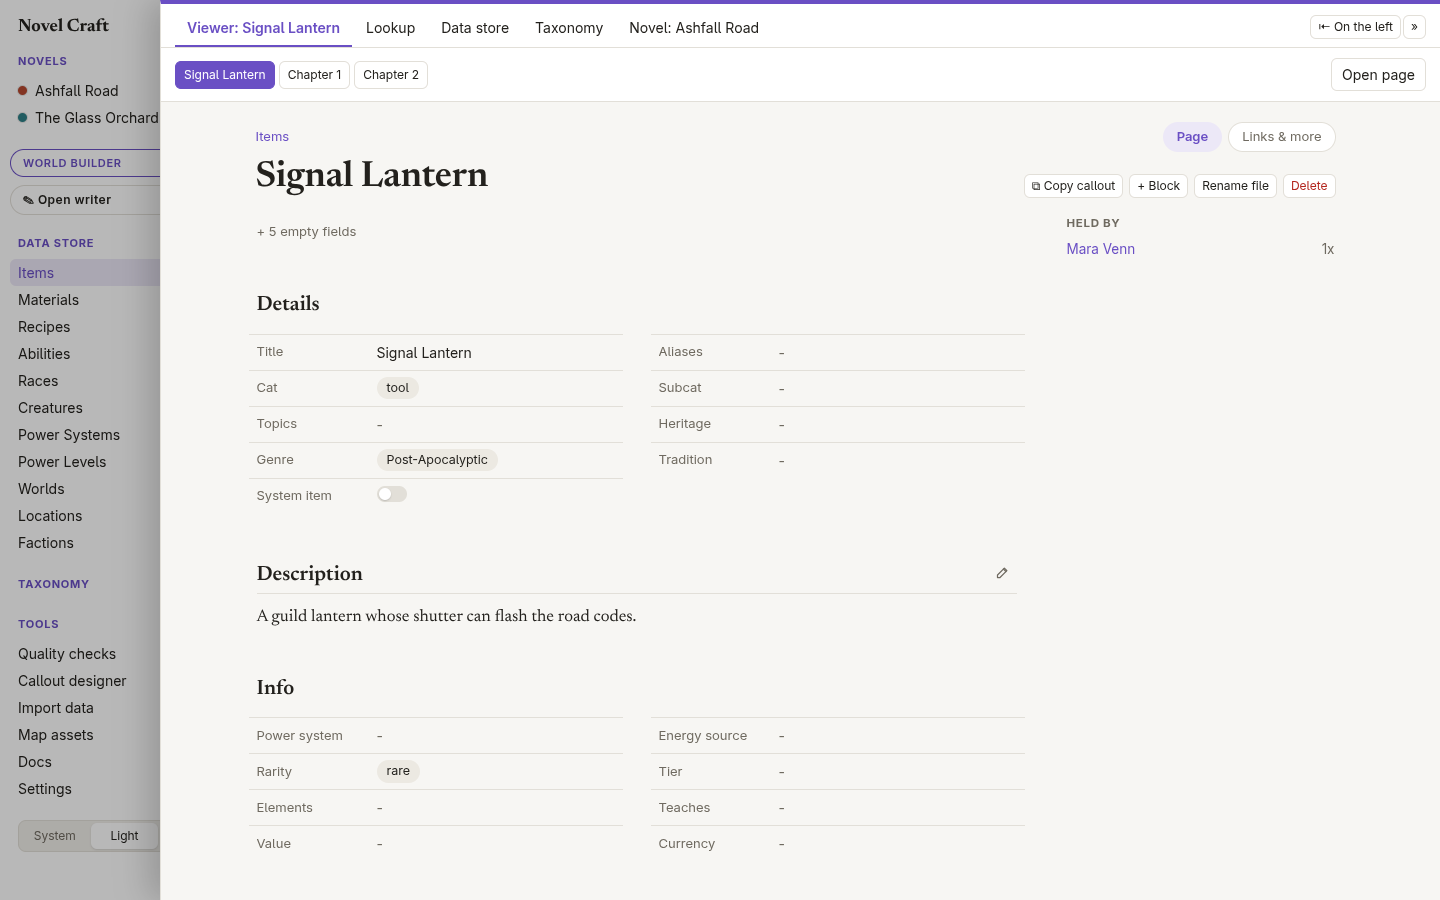 Novel Craft
NOVELS
Ashfall Road
The Glass Orchard
WORLD BUILDER
✎ Open writer
DATA STORE
Items
Materials
Recipes
Abilities
Races
Creatures
Power Systems
Power Levels
Worlds
Locations
Factions
TAXONOMY
TOOLS
Quality checks
Callout designer
Import data
Map assets
Docs
Settings
System Light
Viewer: Signal Lantern Lookup Data store Taxonomy Novel: Ashfall Road
⇤ On the left »
Signal Lantern Chapter 1 Chapter 2 Open page
Items
Page Links & more
Signal Lantern
⧉ Copy callout + Block Rename file Delete
+ 5 empty fields
HELD BY
Mara Venn 1x
Details
Title Signal Lantern Aliases -
Cat tool Subcat -
Topics - Heritage -
Genre Post-Apocalyptic Tradition -
System item
Description
A guild lantern whose shutter can flash the road codes.
Info
Power system - Energy source -
Rarity rare Tier -
Elements - Teaches -
Value - Currency -